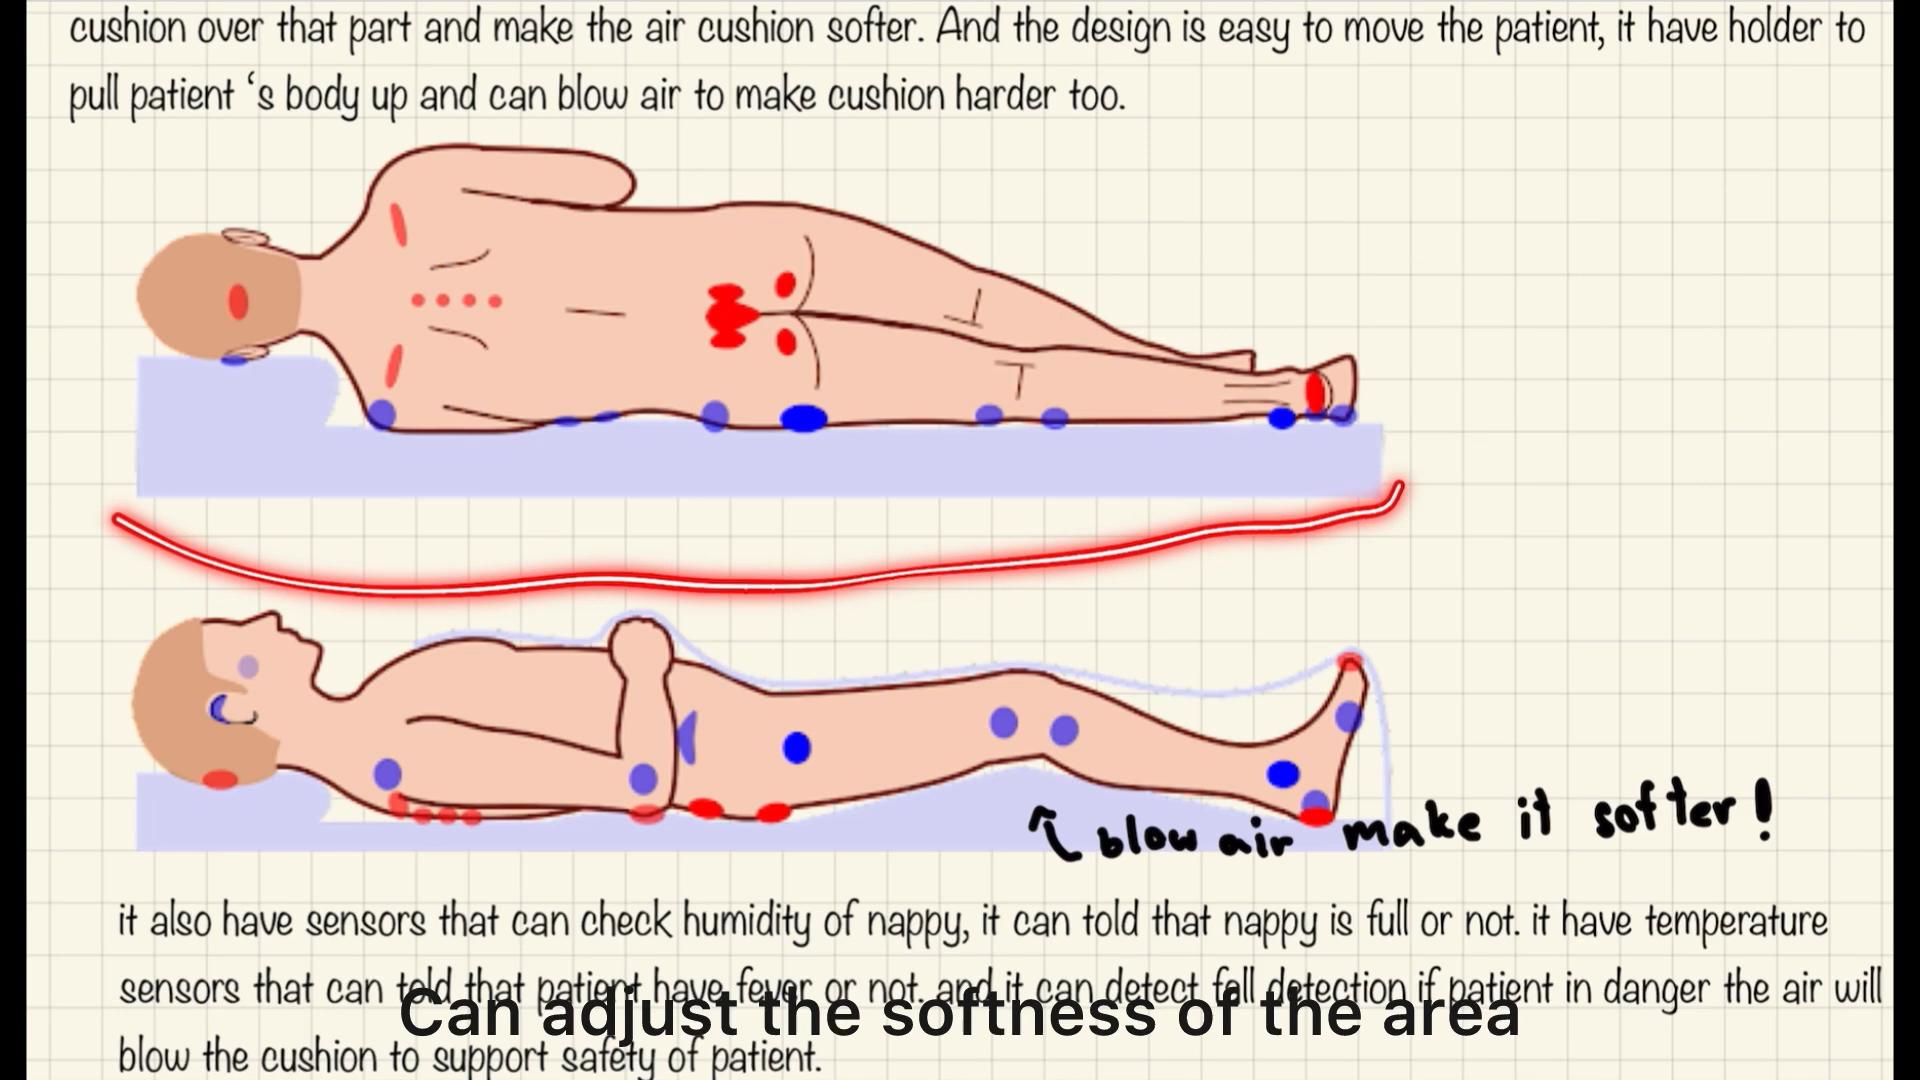 cushion over that part and make the air cushion softer. And the design is easy to move the patient, it have holder to
pull patient ‘s body up and can blow air to make cushion harder too.
blow air make it softer!
it also have sensors that can check humidity of nappy, it can told that nappy is full or not. it have temperature
sensors that can told that patient have fever or not. and it can detect fall detection if patient in danger the air will
Can adjust the softness of the area
blow the cushion to support safety of patient.